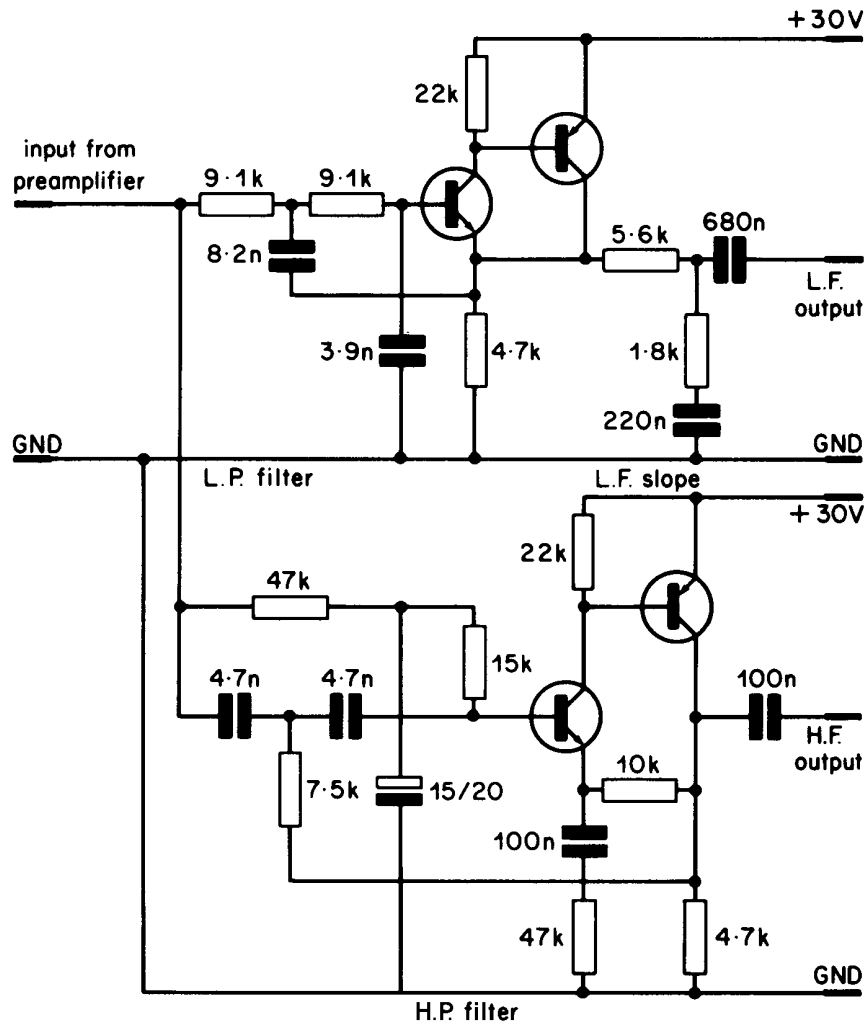 +30V
22k
input from
preamplifier
9·1k
9·1k
680n
8·2n
5·6k
L.F.
output
3·9n
4·7k
1·8k
220n
GND
GND
L.P. filter
L.F. slope
+30V
22k
47k
15k
4·7n
4·7n
100n
H.F.
output
7·5k
15/20
10k
100n
47k
4·7k
GND
H.P. filter